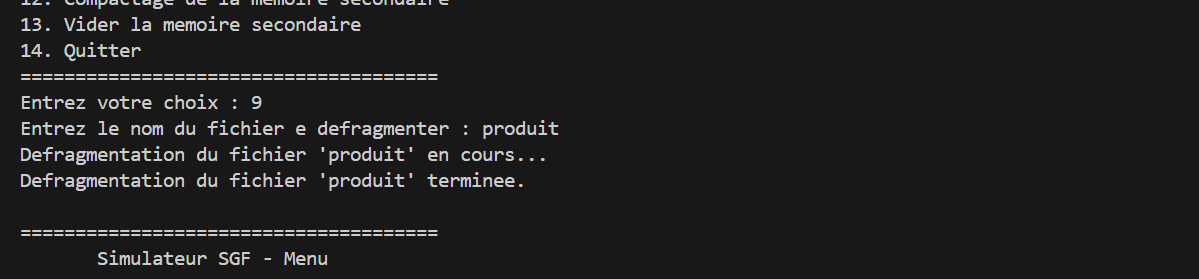 12. Compactage de la memoire secondaire
13. Vider la memoire secondaire
14. Quitter
======================================
Entrez votre choix : 9
Entrez le nom du fichier e defragmenter : produit
Defragmentation du fichier 'produit' en cours...
Defragmentation du fichier 'produit' terminee.
======================================
Simulateur SGF - Menu